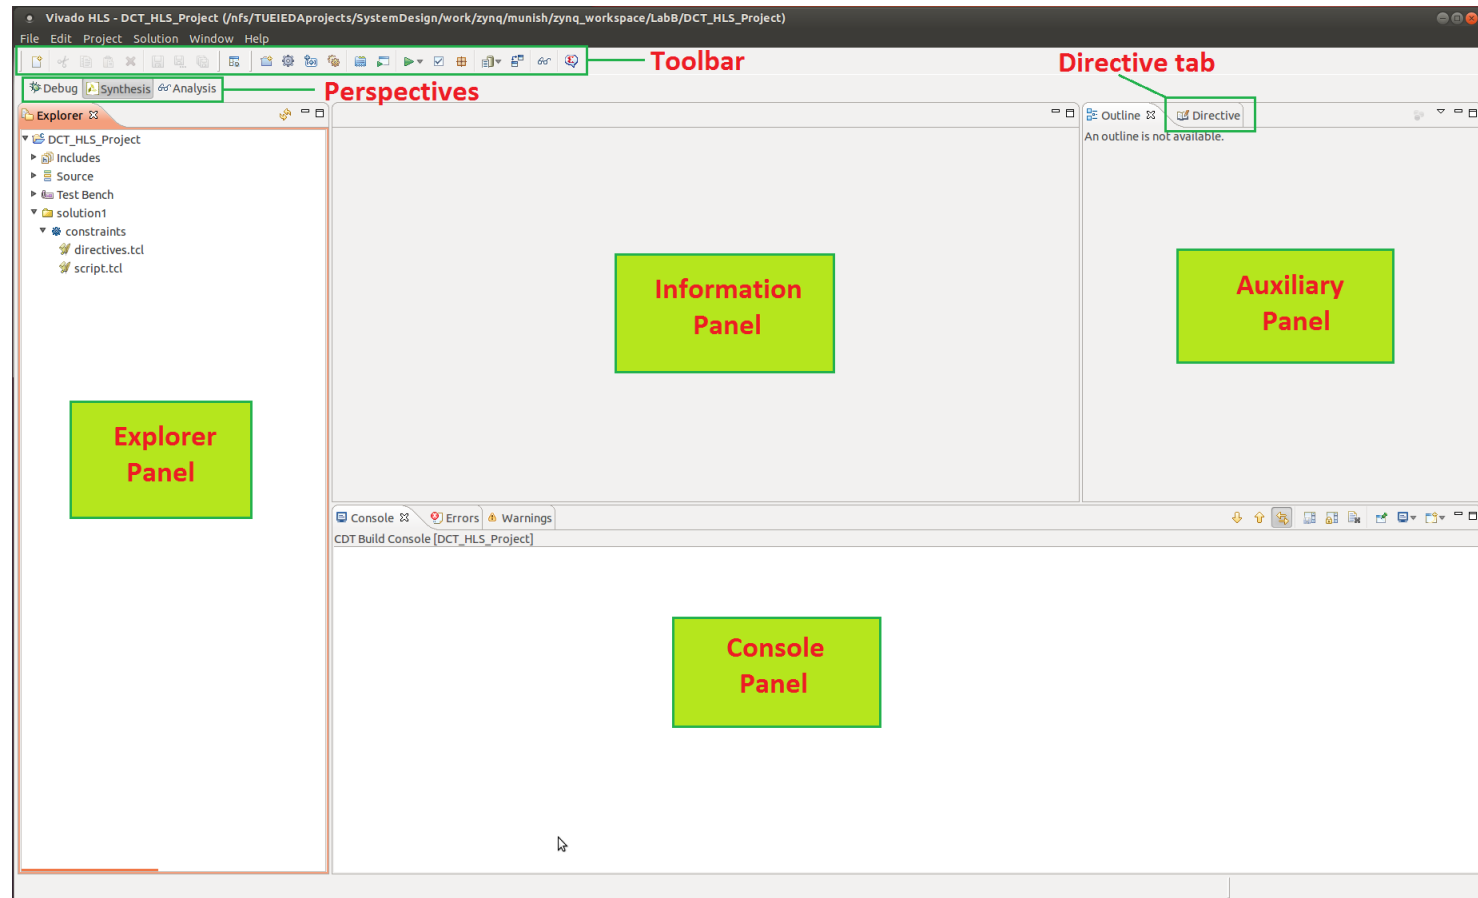 Vivado HLS - DCT_HLS_Project (/nfs/TUEIEDAprojects/SystemDesign/work/zynq/munish/zynq_workspace/LabB/DCT_HLS_Project)
File Edit Project Solution Window Help
Toolbar
Directive tab
Debug Synthesis Analysis
Perspectives
Explorer
Outline
Directive
DCT_HLS_Project
An outline is not available.
Includes
Source
Test Bench
solution1
constraints
directives.tcl
script.tcl
Information
Panel
Auxiliary
Panel
Explorer
Panel
Console Errors Warnings
CDT Build Console [DCT_HLS_Project]
Console
Panel